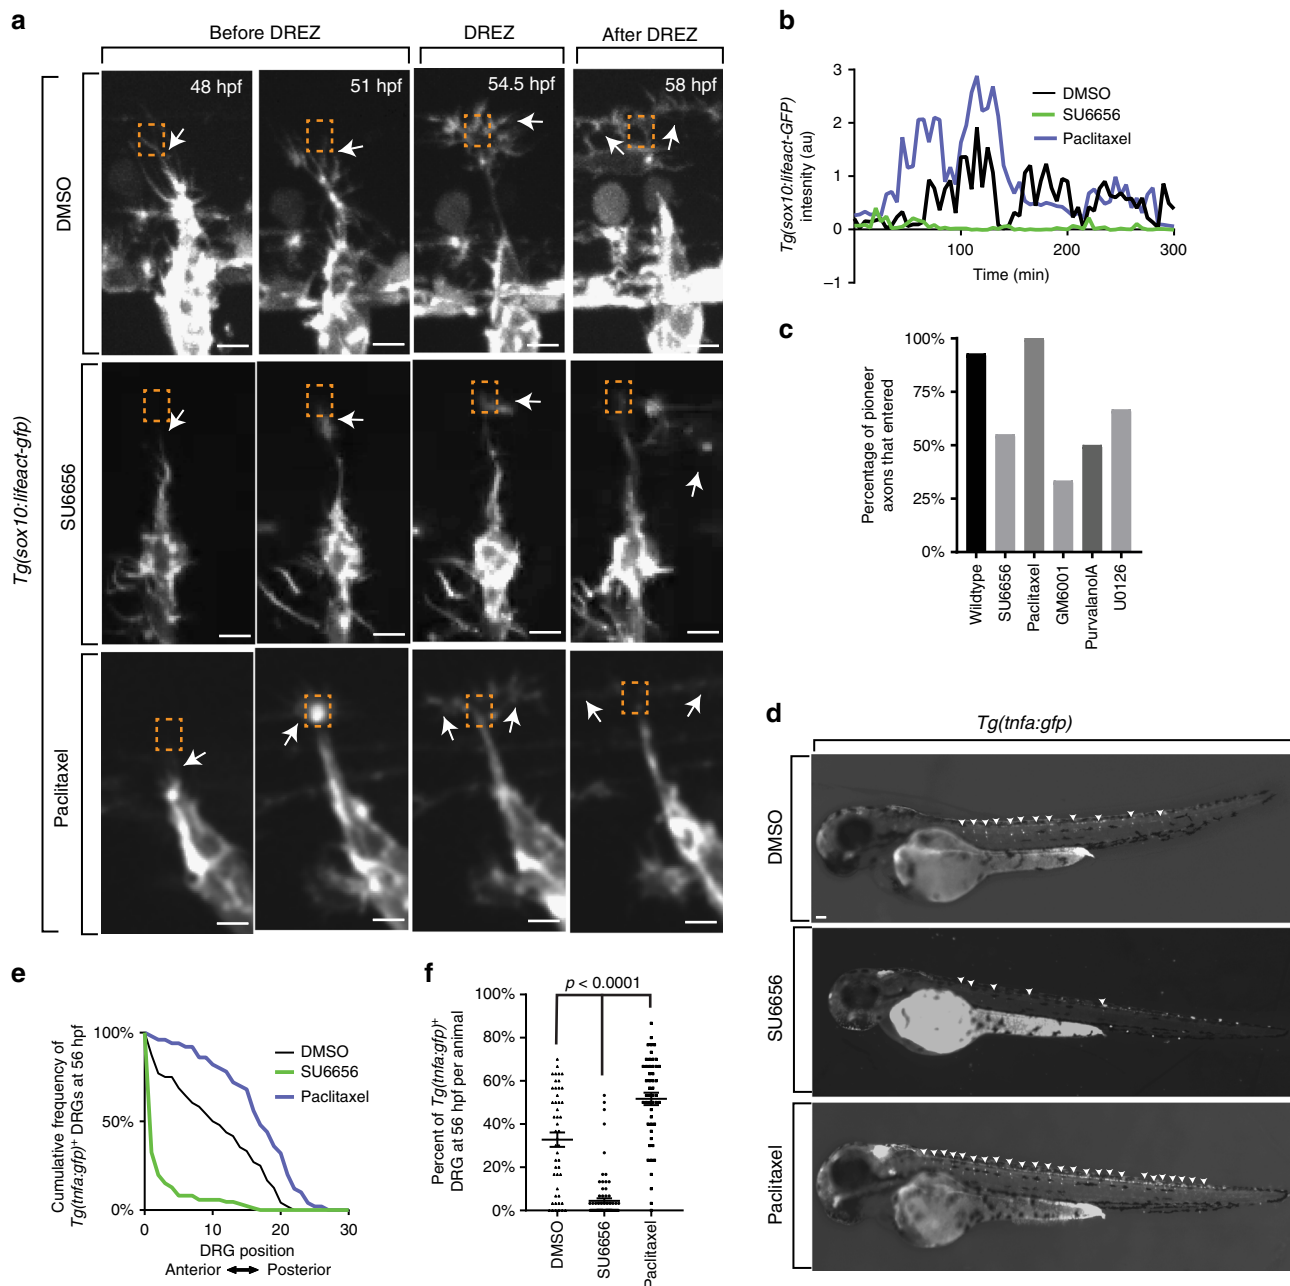 a
Before DREZ
DREZ
After DREZ
48 hpf
51 hpf
54.5 hpf
58 hpf
DMSO
SU6656
Paclitaxel
Tg(sox10:lifeact-gfp)
b
Tg(sox10:lifeact-GFP)
intesnity (au)
3
2
1
0
−1
100
200
300
Time (min)
DMSO
SU6656
Paclitaxel
c
Percentage of pioneer
axons that entered
100%
75%
50%
25%
0%
Wildtype
SU6656
Paclitaxel
GM6001
PurvalanolA
U0126
d
Tg(tnfa:gfp)
DMSO
SU6656
Paclitaxel
e
Cumulative frequency of
Tg(tnfa:gfp)+ DRGs at 56 hpf
100%
50%
0%
0
10
20
30
DRG position
Anterior ↔ Posterior
DMSO
SU6656
Paclitaxel
f
Percent of Tg(tnfa:gfp)+
DRG at 56 hpf per animal
p < 0.0001
100%
80%
60%
40%
20%
0%
DMSO
SU6656
Paclitaxel